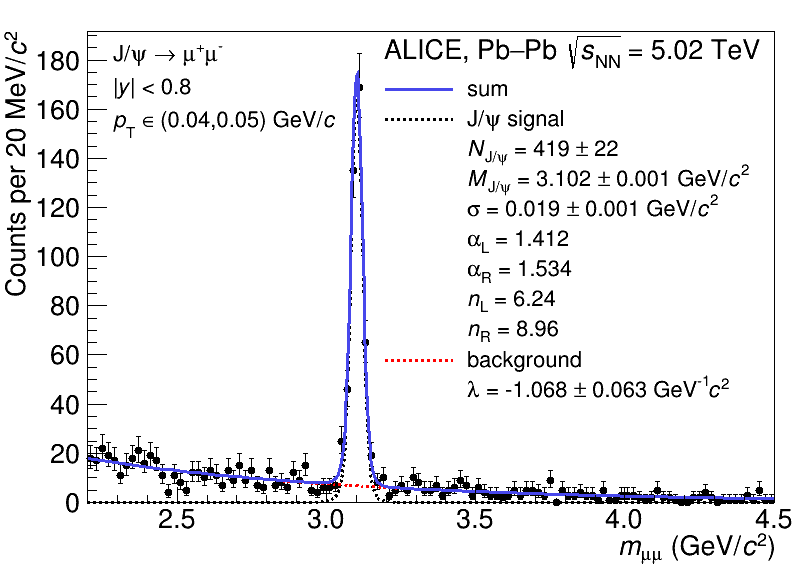 J/ψ → μ⁺μ⁻
|y| < 0.8
p_T ∈ (0.04,0.05) GeV/c
ALICE, Pb–Pb √s_NN = 5.02 TeV
sum
J/ψ signal
N_J/ψ = 419 ± 22
M_J/ψ = 3.102 ± 0.001 GeV/c²
σ = 0.019 ± 0.001 GeV/c²
α_L = 1.412
α_R = 1.534
n_L = 6.24
n_R = 8.96
background
λ = -1.068 ± 0.063 GeV⁻¹c²
Counts per 20 MeV/c²
180
160
140
120
100
80
60
40
20
0
2.5 3.0 3.5 4.0 4.5
m_μμ (GeV/c²)